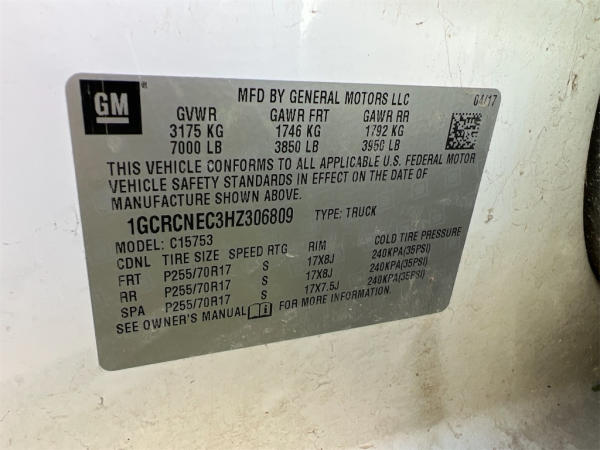 GM
MFD BY GENERAL MOTORS LLC 04/17
GVWR GAWR FRT GAWR RR
3175 KG 1746 KG 1792 KG
7000 LB 3850 LB 3950 LB
THIS VEHICLE CONFORMS TO ALL APPLICABLE U.S. FEDERAL MOTOR
VEHICLE SAFETY STANDARDS IN EFFECT ON THE DATE OF
MANUFACTURE SHOWN ABOVE.
1GCRCNEC3HZ306809 TYPE: TRUCK
MODEL: C15753
CDNL TIRE SIZE SPEED RTG RIM COLD TIRE PRESSURE
FRT P255/70R17 S 17X8J 240KPA(35PSI)
RR P255/70R17 S 17X8J 240KPA(35PSI)
SPA P255/70R17 S 17X7.5J 240KPA(35PSI)
SEE OWNER'S MANUAL FOR MORE INFORMATION.